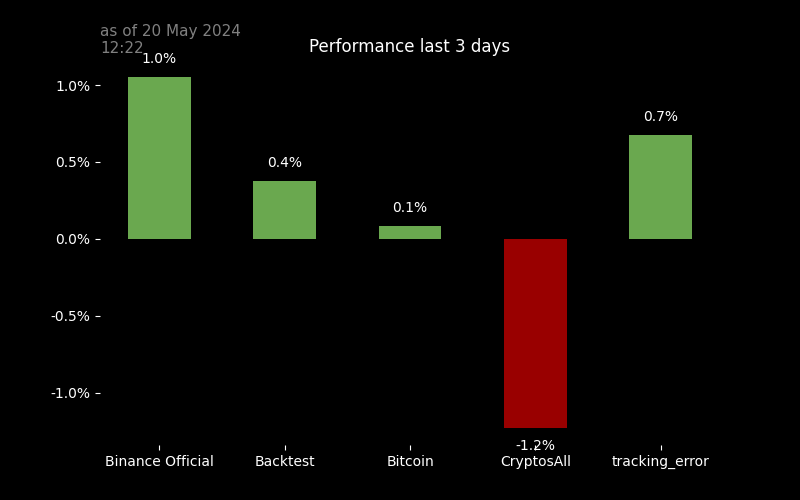 as of 20 May 2024
12:22
Performance last 3 days
1.0%
1.0%
0.7%
0.5%
0.4%
0.1%
0.0%
-0.5%
-1.0%
-1.2%
Binance Official
Backtest
Bitcoin
CryptosAll
tracking_error